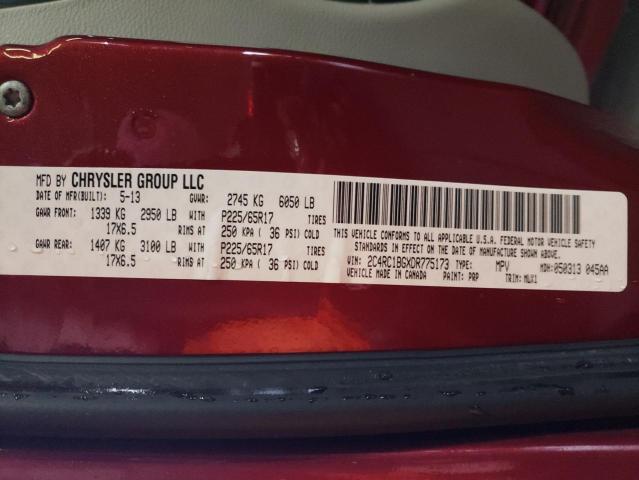 MFD BY CHRYSLER GROUP LLC
DATE OF MFR(BUILT): 5-13 GVWR: 2745 KG 6050 LB
GAWR FRONT: 1339 KG 2950 LB WITH P225/65R17 TIRES
17X6.5 RIMS AT 250 KPA ( 36 PSI) COLD
GAWR REAR: 1407 KG 3100 LB WITH P225/65R17 TIRES
17X6.5 RIMS AT 250 KPA ( 36 PSI) COLD
THIS VEHICLE CONFORMS TO ALL APPLICABLE U.S.A. FEDERAL MOTOR VEHICLE SAFETY
STANDARDS IN EFFECT ON THE DATE OF MANUFACTURE SHOWN ABOVE.
VIN: 2C4RC1BGXDR775173 TYPE: MPV MDH: 050313 045AA
VEHICLE MADE IN CANADA PAINT: PRP TRIM: MLX1